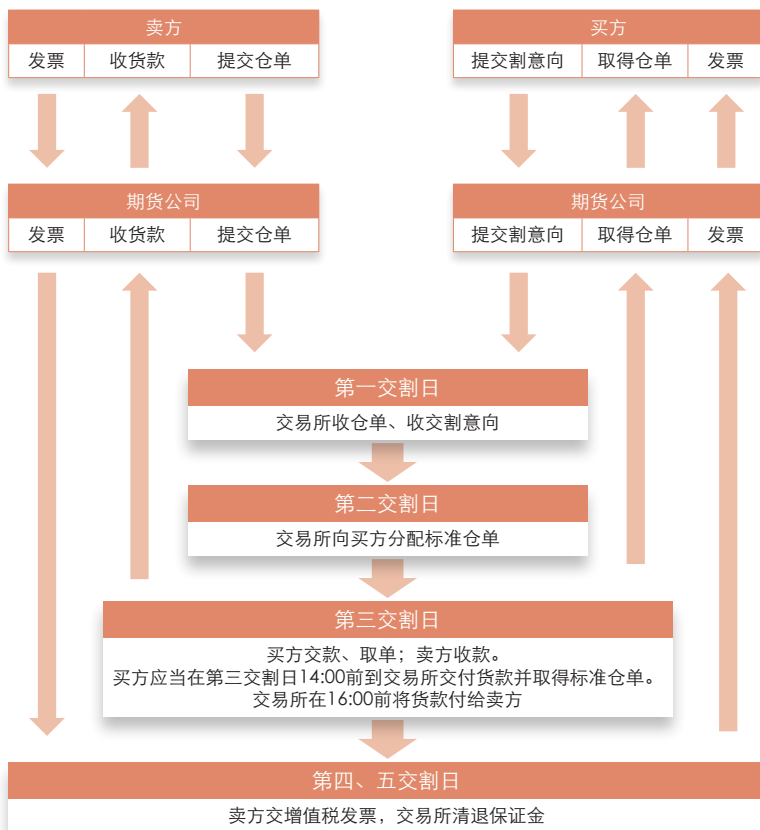 卖方
发票 收货款 提交仓单
买方
提交割意向 取得仓单 发票
期货公司
发票 收货款 提交仓单
期货公司
提交割意向 取得仓单 发票
第一交割日
交易所收仓单、收交割意向
第二交割日
交易所向买方分配标准仓单
第三交割日
买方交款、取单；卖方收款。
买方应当在第三交割日14:00前到交易所交付货款并取得标准仓单。
交易所在16:00前将货款付给卖方
第四、五交割日
卖方交增值税发票，交易所清退保证金